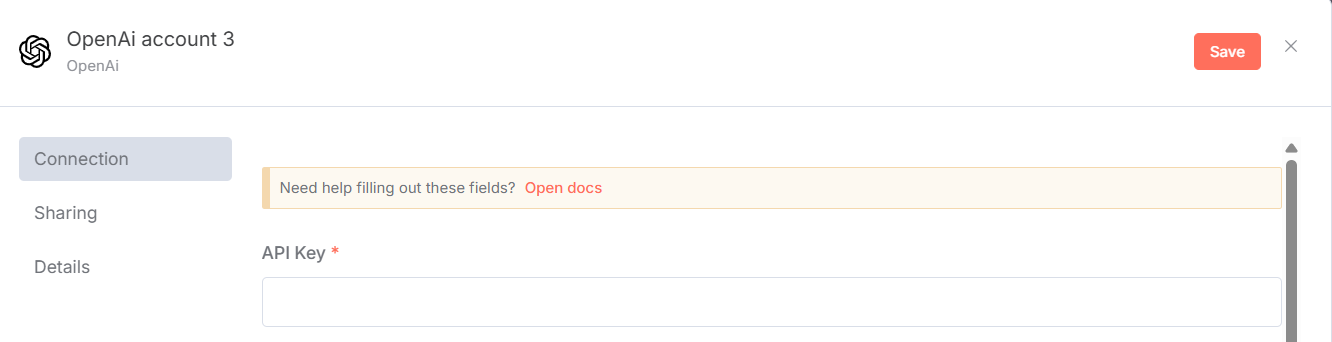 OpenAi account 3
OpenAi
Save
Connection
Sharing
Details
Need help filling out these fields? Open docs
API Key *